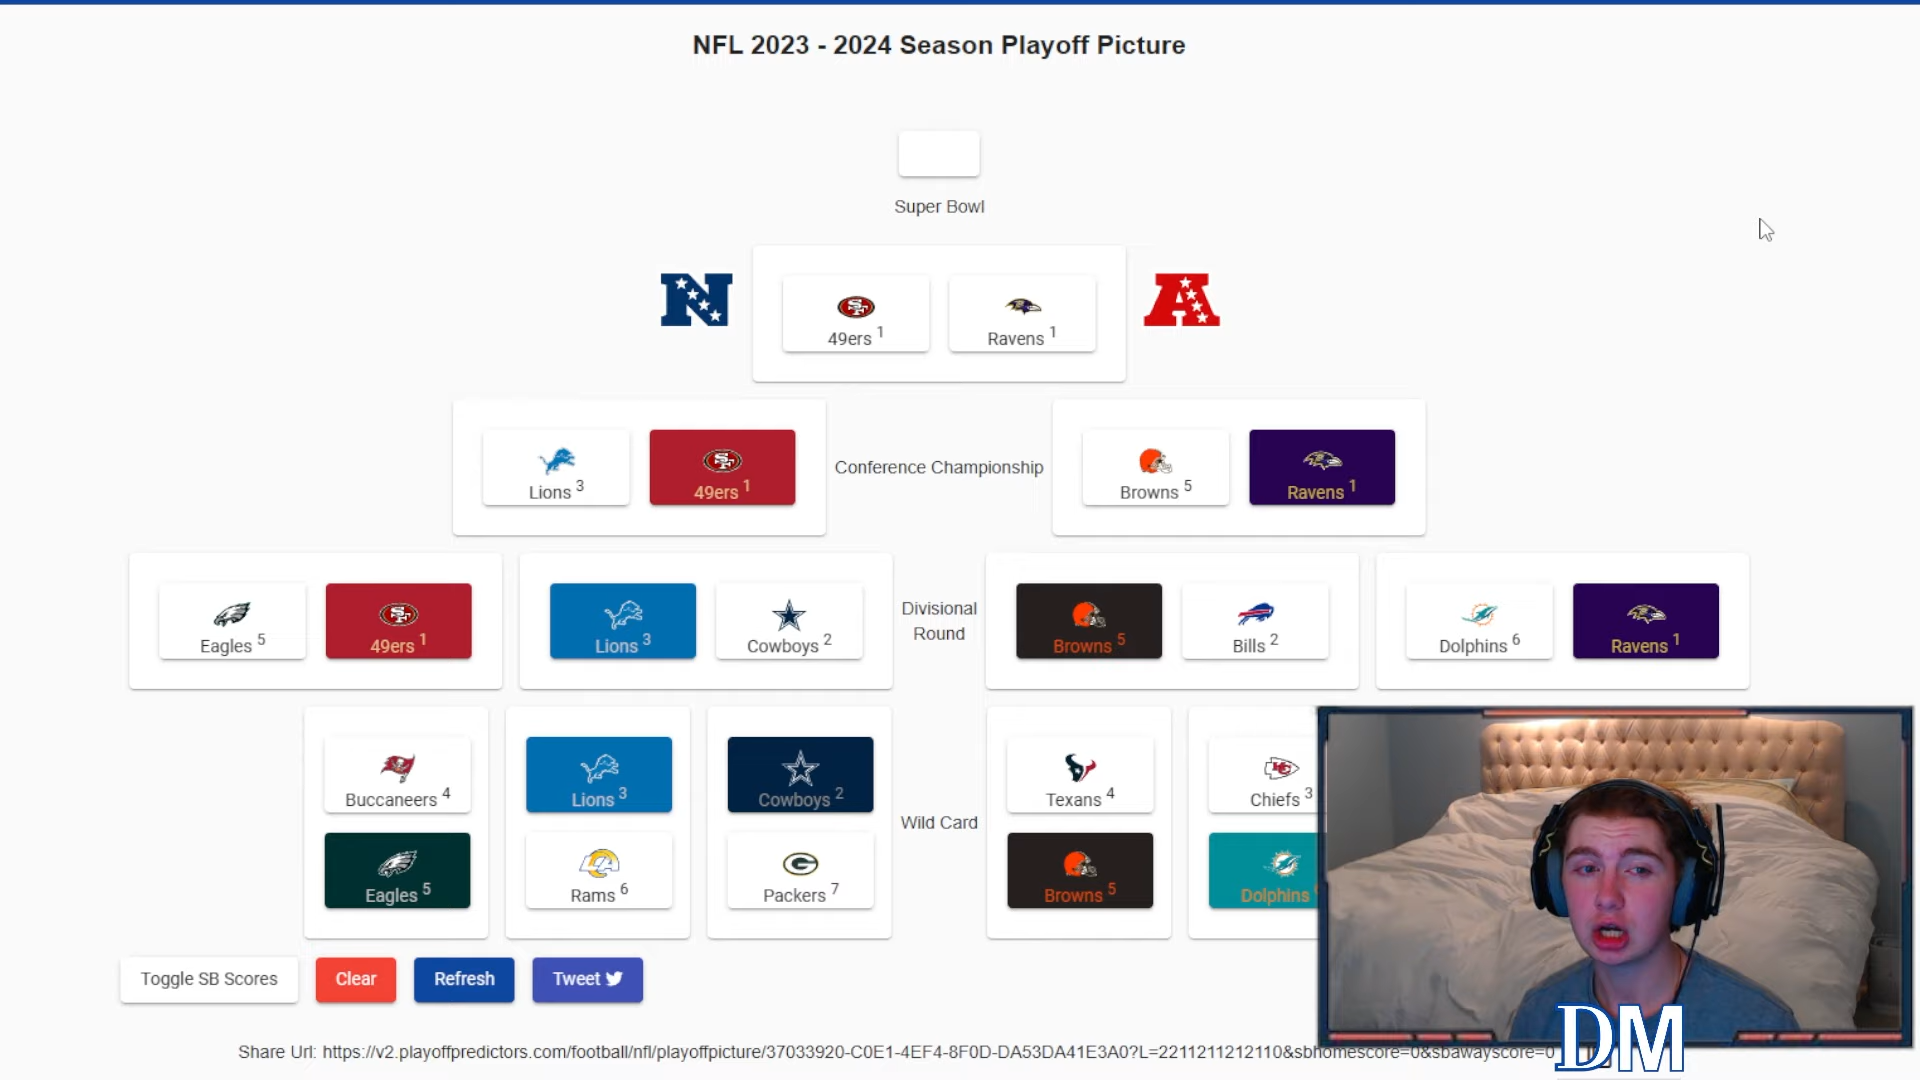 NFL 2023 - 2024 Season Playoff Picture
Super Bowl
49ers 1
Ravens 1
Lions 3
49ers 1
Conference Championship
Browns 5
Ravens 1
Eagles 5
49ers 1
Lions 3
Cowboys 2
Divisional
Round
Browns 5
Bills 2
Dolphins 6
Ravens 1
Buccaneers 4
Lions 3
Cowboys 2
Wild Card
Texans 4
Chiefs 3
Eagles 5
Rams 6
Packers 7
Browns 5
Dolphins
Toggle SB Scores
Clear
Refresh
Tweet
Share Url: https://v2.playoffpredictors.com/football/nfl/playoffpicture/37033920-C0E1-4EF4-8F0D-DA53DA41E3A0?L=2211211212110&sbhomescore=0&sbawayscore=0
DM